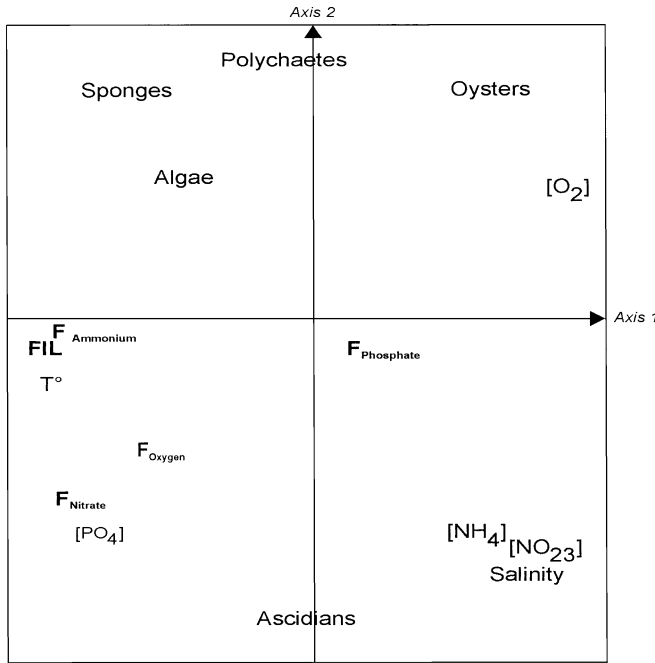 Axis 2
Polychaetes
Sponges
Oysters
Algae
[O2]
Axis 1
F Ammonium
FIL
F Phosphate
T°
F Oxygen
F Nitrate
[PO4]
[NH4]
[NO23]
Salinity
Ascidians